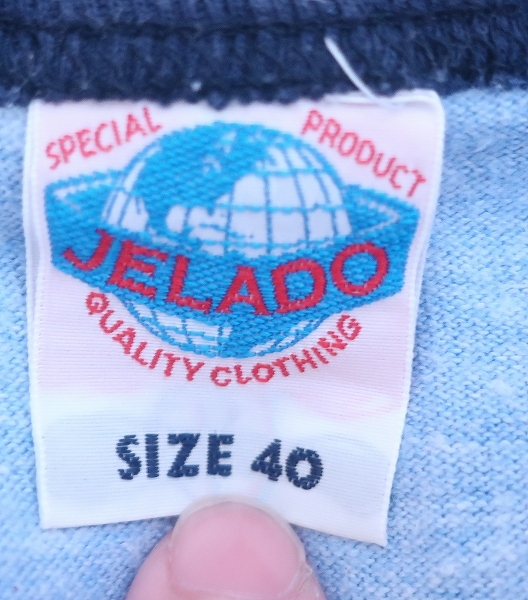 SPECIAL PRODUCT
JELADO
QUALITY CLOTHING
SIZE 40